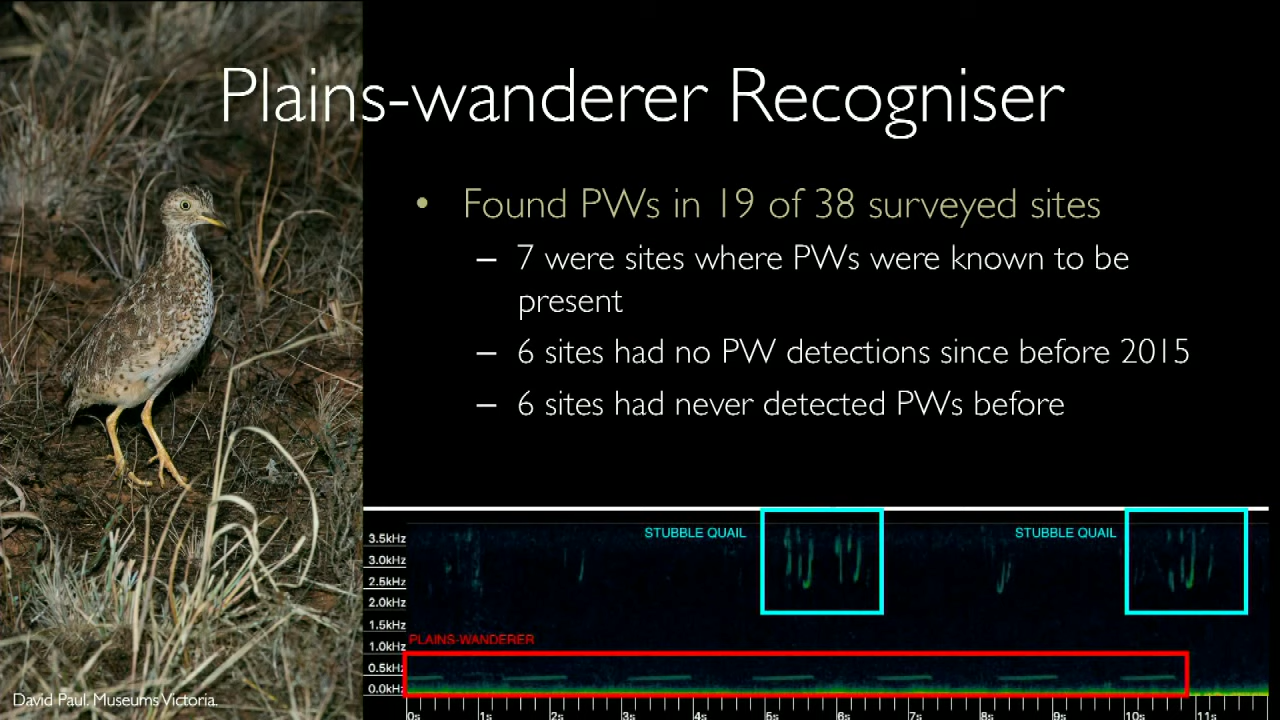 Plains-wanderer Recogniser
• Found PWs in 19 of 38 surveyed sites
– 7 were sites where PWs were known to be
present
– 6 sites had no PW detections since before 2015
– 6 sites had never detected PWs before
STUBBLE QUAIL
STUBBLE QUAIL
3.5kHz
3.0kHz
2.5kHz
2.0kHz
1.5kHz
PLAINS-WANDERER
1.0kHz
0.5kHz
0.0kHz
David Paul. Museums Victoria.
0s 1s 2s 3s 4s 5s 6s 7s 8s 9s 10s 11s